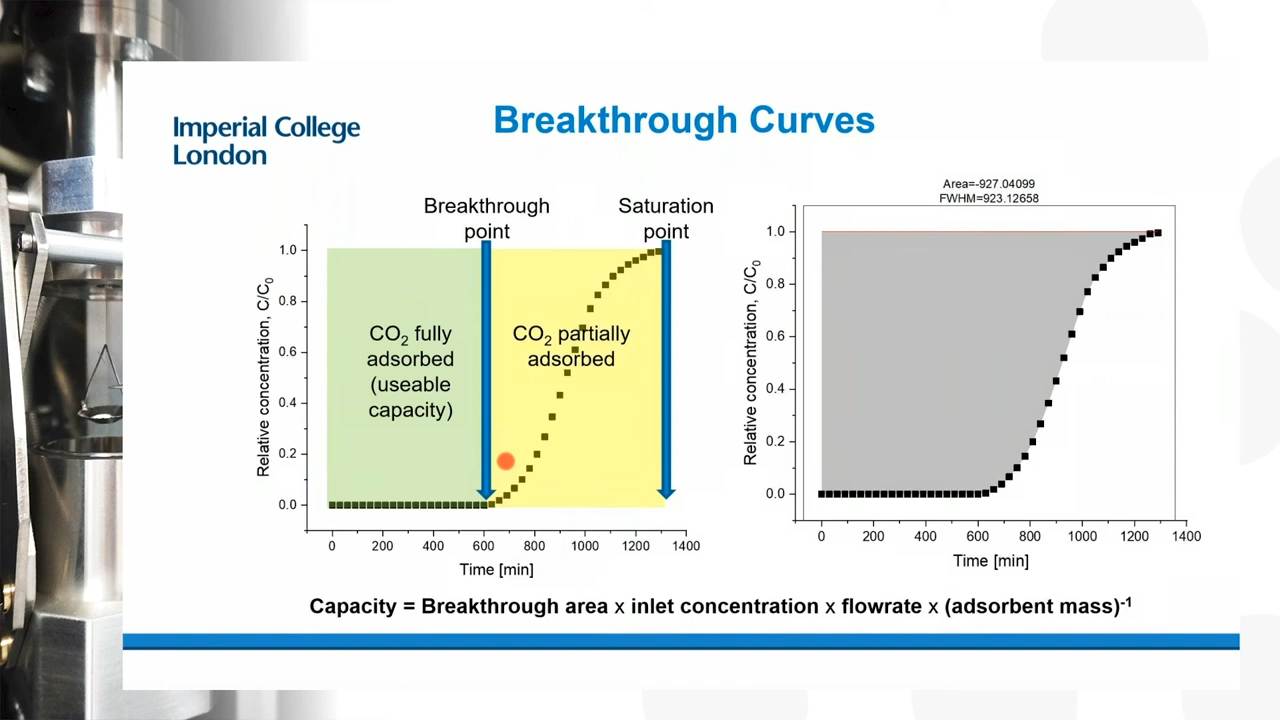 Imperial College
London
Breakthrough Curves
Breakthrough
point
Saturation
point
1.0
0.8
0.6
0.4
0.2
0.0
Relative concentration, C/C₀
CO₂ fully
adsorbed
(useable
capacity)
CO₂ partially
adsorbed
0 200 400 600 800 1000 1200 1400
Time [min]
Area=-927.04099
FWHM=923.12658
1.0
0.8
0.6
0.4
0.2
0.0
Relative concentration, C/C₀
0 200 400 600 800 1000 1200 1400
Time [min]
Capacity = Breakthrough area x inlet concentration x flowrate x (adsorbent mass)⁻¹